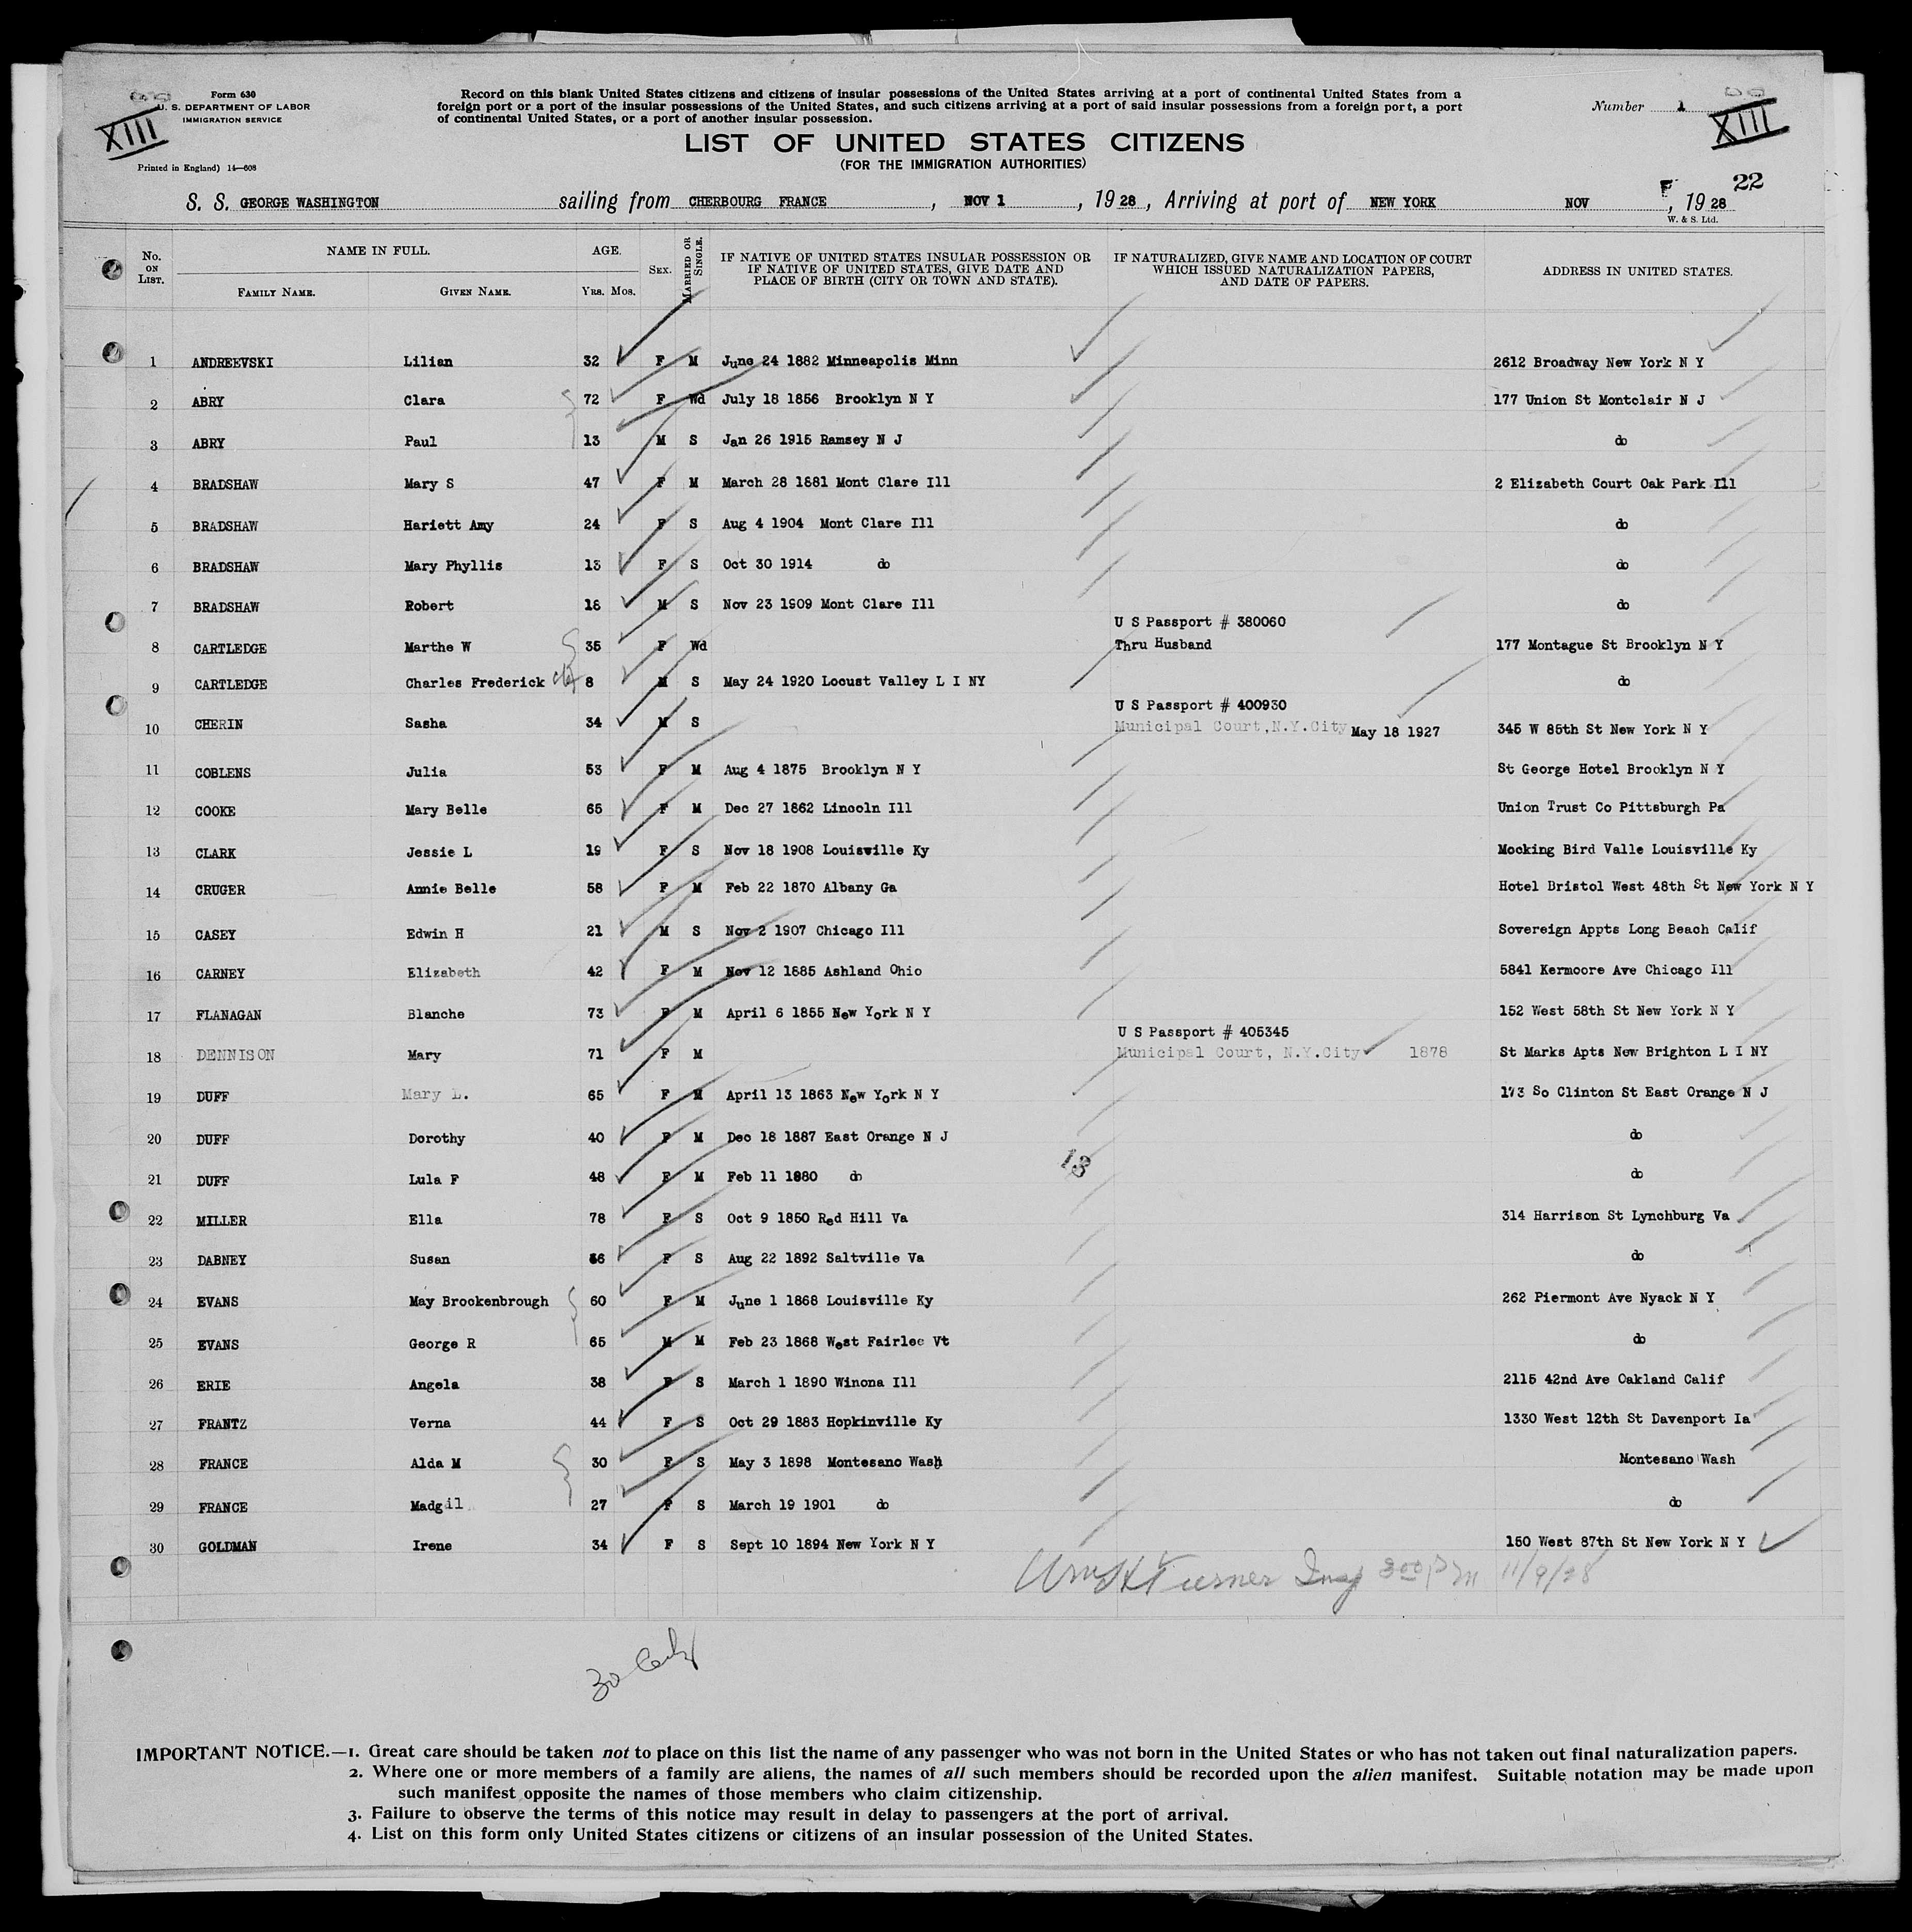 Form 630
U. S. DEPARTMENT OF LABOR
IMMIGRATION SERVICE
XIII
Printed in England) 14—608
Record on this blank United States citizens and citizens of insular possessions of the United States arriving at a port of continental United States from a
foreign port or a port of the insular possessions of the United States, and such citizens arriving at a port of said insular possessions from a foreign port, a port
of continental United States, or a port of another insular possession.
Number 1
XIII
LIST OF UNITED STATES CITIZENS
(FOR THE IMMIGRATION AUTHORITIES)
22
S. S. GEORGE WASHINGTON sailing from CHERBOURG FRANCE, NOV 1, 1928, Arriving at port of NEW YORK NOV, 1928
W. & S. Ltd.
No. ON LIST. NAME IN FULL. FAMILY NAME. GIVEN NAME. AGE. YRS. MOS. SEX. MARRIED OR SINGLE. IF NATIVE OF UNITED STATES INSULAR POSSESSION OR IF NATIVE OF UNITED STATES, GIVE DATE AND PLACE OF BIRTH (CITY OR TOWN AND STATE). IF NATURALIZED, GIVE NAME AND LOCATION OF COURT WHICH ISSUED NATURALIZATION PAPERS, AND DATE OF PAPERS. ADDRESS IN UNITED STATES.
1 ANDREEVSKI Lilian 32 F M June 24 1882 Minneapolis Minn 2612 Broadway New York N Y
2 ABRY Clara 72 F Wd July 18 1856 Brooklyn N Y 177 Union St Montclair N J
3 ABRY Paul 13 M S Jan 26 1915 Ramsey N J do
4 BRADSHAW Mary S 47 F M March 28 1881 Mont Clare Ill 2 Elizabeth Court Oak Park Ill
5 BRADSHAW Hariett Amy 24 F S Aug 4 1904 Mont Clare Ill do
6 BRADSHAW Mary Phyllis 13 F S Oct 30 1914 do do
7 BRADSHAW Robert 18 M S Nov 23 1909 Mont Clare Ill do
U S Passport # 380060
8 CARTLEDGE Marthe W 35 F Wd Thru Husband 177 Montague St Brooklyn N Y
9 CARTLEDGE Charles Frederick 8 M S May 24 1920 Locust Valley L I NY do
U S Passport # 400930
10 CHERIN Sasha 34 M S Municipal Court, N.Y.City May 18 1927 345 W 85th St New York N Y
11 COBLENS Julia 53 F M Aug 4 1875 Brooklyn N Y St George Hotel Brooklyn N Y
12 COOKE Mary Belle 65 F M Dec 27 1862 Lincoln Ill Union Trust Co Pittsburgh Pa
13 CLARK Jessie L 19 F S Nov 18 1908 Louisville Ky Mocking Bird Valle Louisville Ky
14 CRUGER Annie Belle 58 F M Feb 22 1870 Albany Ga Hotel Bristol West 48th St New York N Y
15 CASEY Edwin H 21 M S Nov 2 1907 Chicago Ill Sovereign Appts Long Beach Calif
16 CARNEY Elizabeth 42 F M Nov 12 1885 Ashland Ohio 5841 Kermoore Ave Chicago Ill
17 FLANAGAN Blanche 73 F M April 6 1855 New York N Y 152 West 58th St New York N Y
U S Passport # 405345
18 DENNISON Mary 71 F M Municipal Court, N.Y.City 1878 St Marks Apts New Brighton L I NY
19 DUFF Mary L. 65 F M April 13 1863 New York N Y 173 So Clinton St East Orange N J
20 DUFF Dorothy 40 F M Dec 18 1887 East Orange N J do
13
21 DUFF Lula F 48 F M Feb 11 1880 do do
22 MILLER Ella 78 F S Oct 9 1850 Red Hill Va 314 Harrison St Lynchburg Va
23 DABNEY Susan 36 F S Aug 22 1892 Saltville Va do
24 EVANS May Brockenbrough 60 F M June 1 1868 Louisville Ky 262 Piermont Ave Nyack N Y
25 EVANS George R 65 M M Feb 23 1868 West Fairlee Vt do
26 ERIE Angela 38 F S March 1 1890 Winona Ill 2115 42nd Ave Oakland Calif
27 FRANTZ Verna 44 F S Oct 29 1883 Hopkinville Ky 1330 West 12th St Davenport Ia
28 FRANCE Alda M 30 F S May 3 1898 Montesano Wash Montesano Wash
29 FRANCE Madgil 27 F S March 19 1901 do do
30 GOLDMAN Irene 34 F S Sept 10 1894 New York N Y 150 West 87th St New York N Y
Wm H Turner Insp 3 00 PM 11/9/28
30
IMPORTANT NOTICE.—1. Great care should be taken not to place on this list the name of any passenger who was not born in the United States or who has not taken out final naturalization papers.
2. Where one or more members of a family are aliens, the names of all such members should be recorded upon the alien manifest. Suitable notation may be made upon
such manifest opposite the names of those members who claim citizenship.
3. Failure to observe the terms of this notice may result in delay to passengers at the port of arrival.
4. List on this form only United States citizens or citizens of an insular possession of the United States.